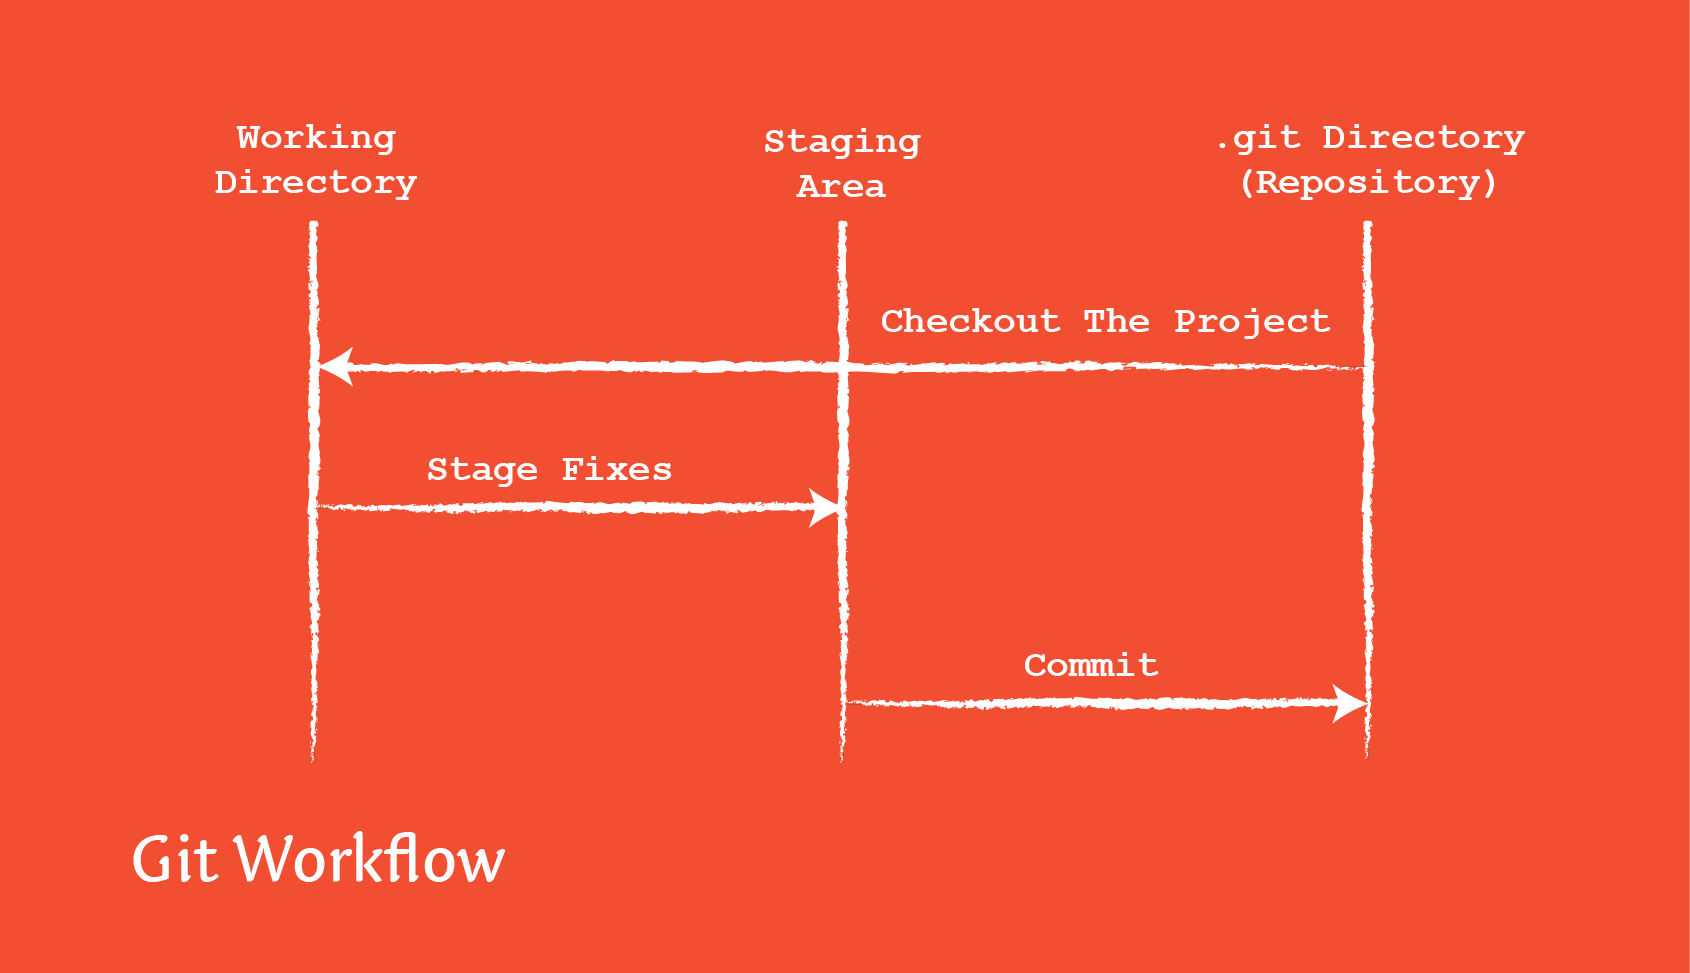 Working
Directory
Staging
Area
.git Directory
(Repository)
Checkout The Project
Stage Fixes
Commit
Git Workflow